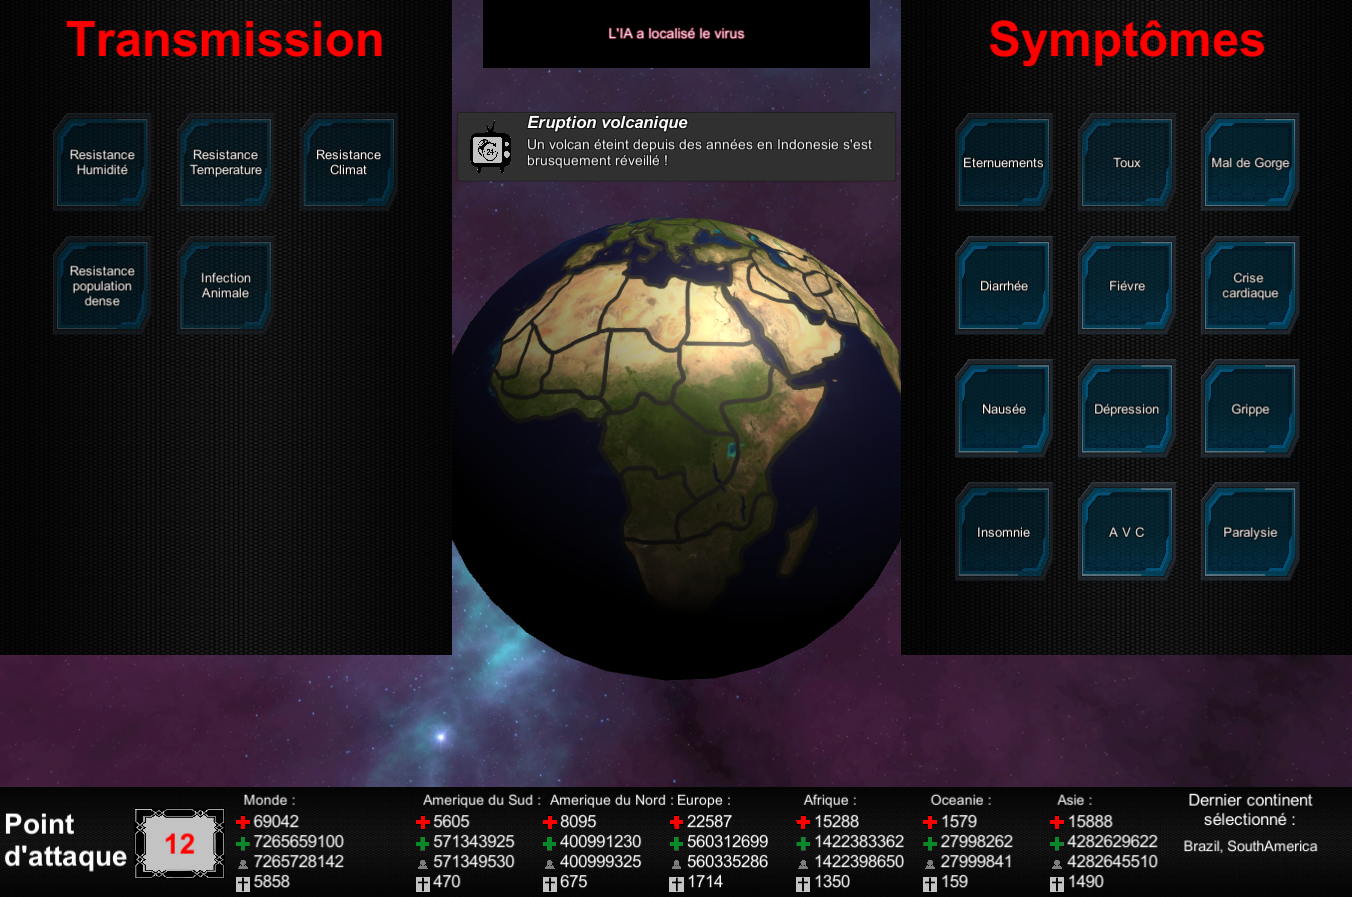 Transmission
L'IA a localisé le virus
Symptômes
Eruption volcanique
Un volcan éteint depuis des années en Indonesie s'est
brusquement réveillé !
24
Resistance
Humidité
Resistance
Temperature
Resistance
Climat
Resistance
population
dense
Infection
Animale
Eternuements
Toux
Mal de Gorge
Diarrhée
Fiévre
Crise
cardiaque
Nausée
Dépression
Grippe
Insomnie
A V C
Paralysie
Point
d'attaque
12
Monde :
69042
7265659100
7265728142
5858
Amerique du Sud :
5605
571343925
571349530
470
Amerique du Nord :
8095
400991230
400999325
675
Europe :
22587
560312699
560335286
1714
Afrique :
15288
1422383362
1422398650
1350
Oceanie :
1579
27998262
27999841
159
Asie :
15888
4282629622
4282645510
1490
Dernier continent
sélectionné :
Brazil, SouthAmerica